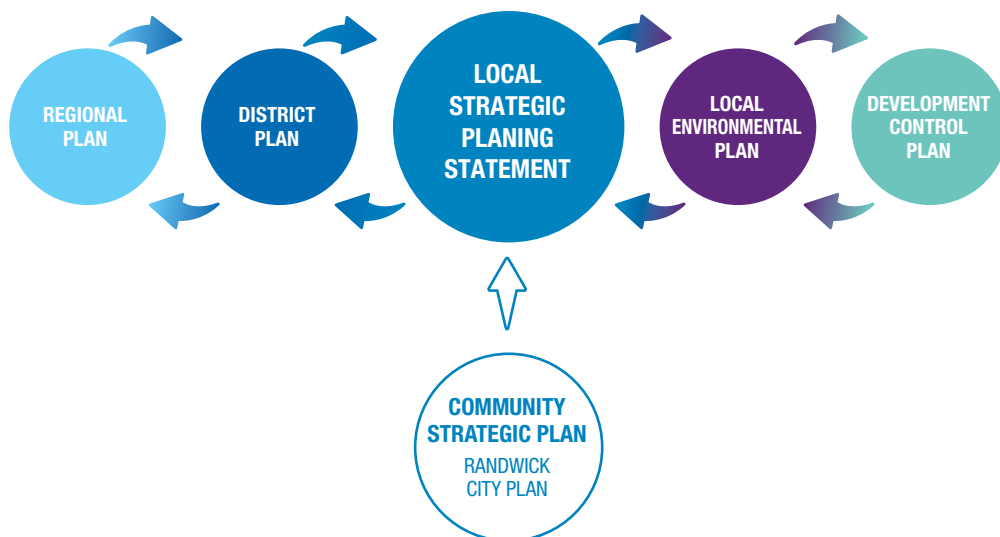 REGIONAL
PLAN
DISTRICT
PLAN
LOCAL
STRATEGIC
PLANING
STATEMENT
LOCAL
ENVIRONMENTAL
PLAN
DEVELOPMENT
CONTROL
PLAN
COMMUNITY
STRATEGIC PLAN
RANDWICK
CITY PLAN